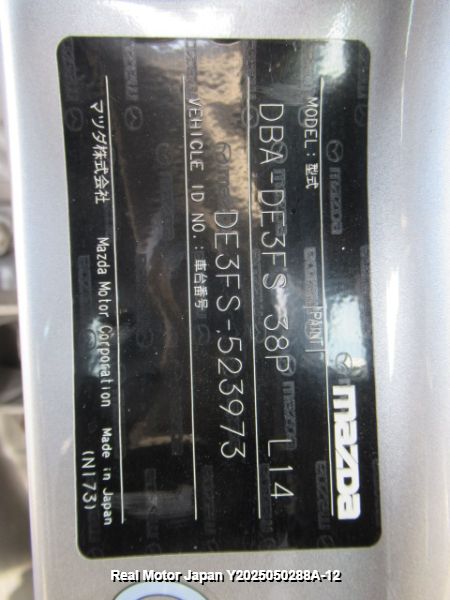 mazda
MODEL: 型式 PAINT
DBA DE3FS 38P L14
VEHICLE ID NO.: 車台番号
DE3FS-523973
マツダ株式会社 Mazda Motor Corporation Made in Japan
(N173)
Real Motor Japan Y2025050288A-12